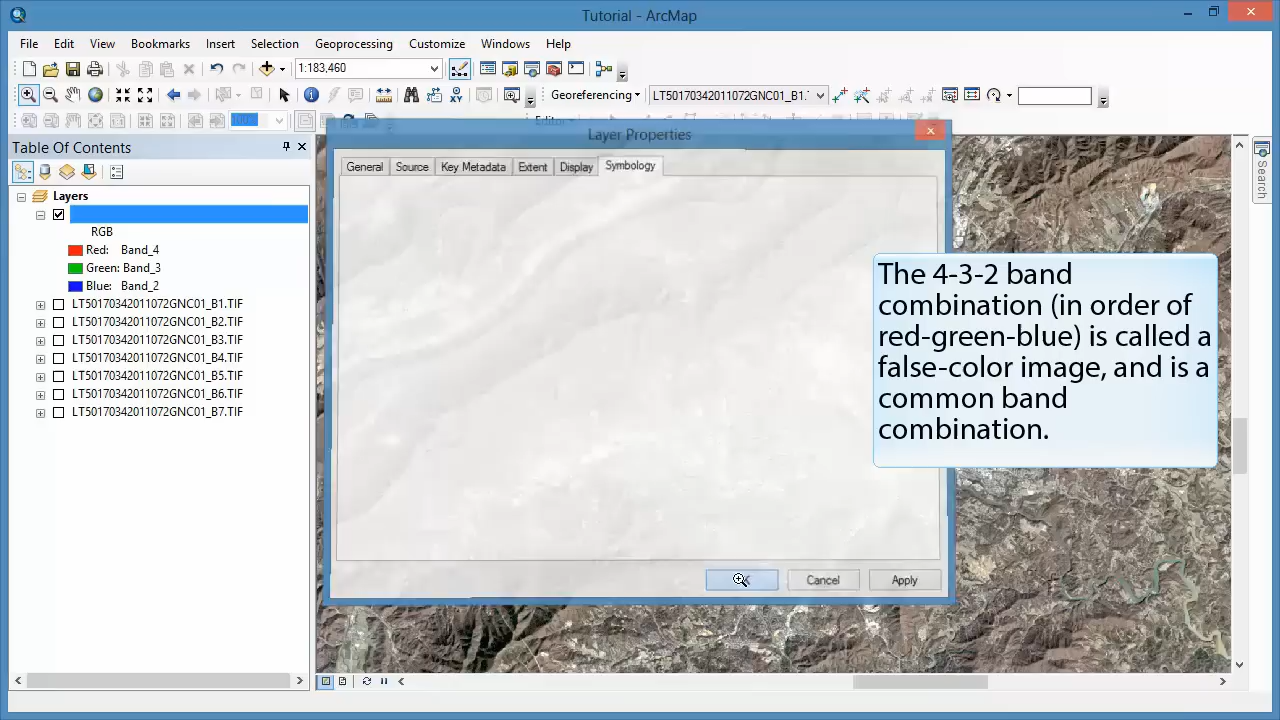 Tutorial - ArcMap
File Edit View Bookmarks Insert Selection Geoprocessing Customize Windows Help
1:183,460
Georeferencing LT50170342011072GNC01_B1.
Editor
Table Of Contents
Layer Properties
General Source Key Metadata Extent Display Symbology
Layers
RGB
Red: Band_4
Green: Band_3
Blue: Band_2
LT50170342011072GNC01_B1.TIF
LT50170342011072GNC01_B2.TIF
LT50170342011072GNC01_B3.TIF
LT50170342011072GNC01_B4.TIF
LT50170342011072GNC01_B5.TIF
LT50170342011072GNC01_B6.TIF
LT50170342011072GNC01_B7.TIF
The 4-3-2 band
combination (in order of
red-green-blue) is called a
false-color image, and is a
common band
combination.
Cancel Apply
Search